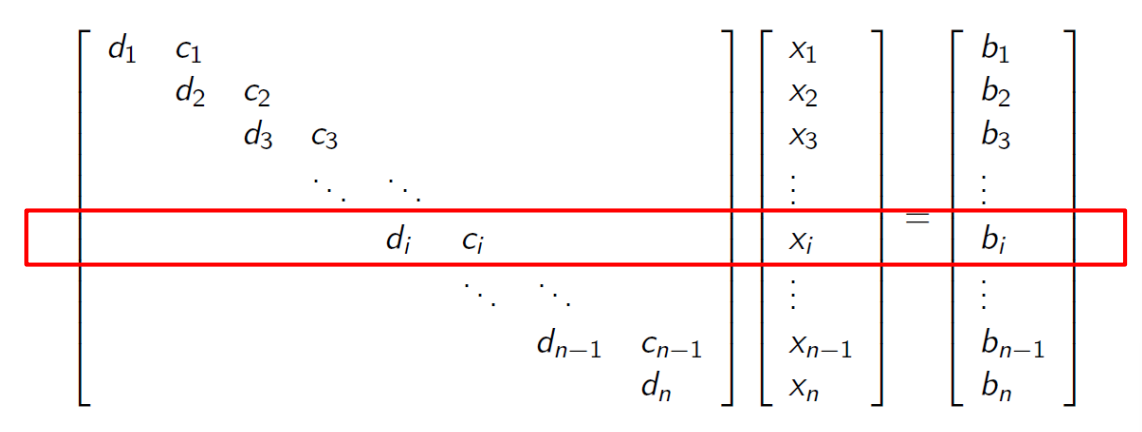 d₁ c₁ x₁ b₁
d₂ c₂ x₂ b₂
d₃ c₃ x₃ b₃
⋱ ⋱ ⋮ ⋮
dᵢ cᵢ xᵢ = bᵢ
⋱ ⋱ ⋮ ⋮
dₙ₋₁ cₙ₋₁ xₙ₋₁ bₙ₋₁
dₙ xₙ bₙ